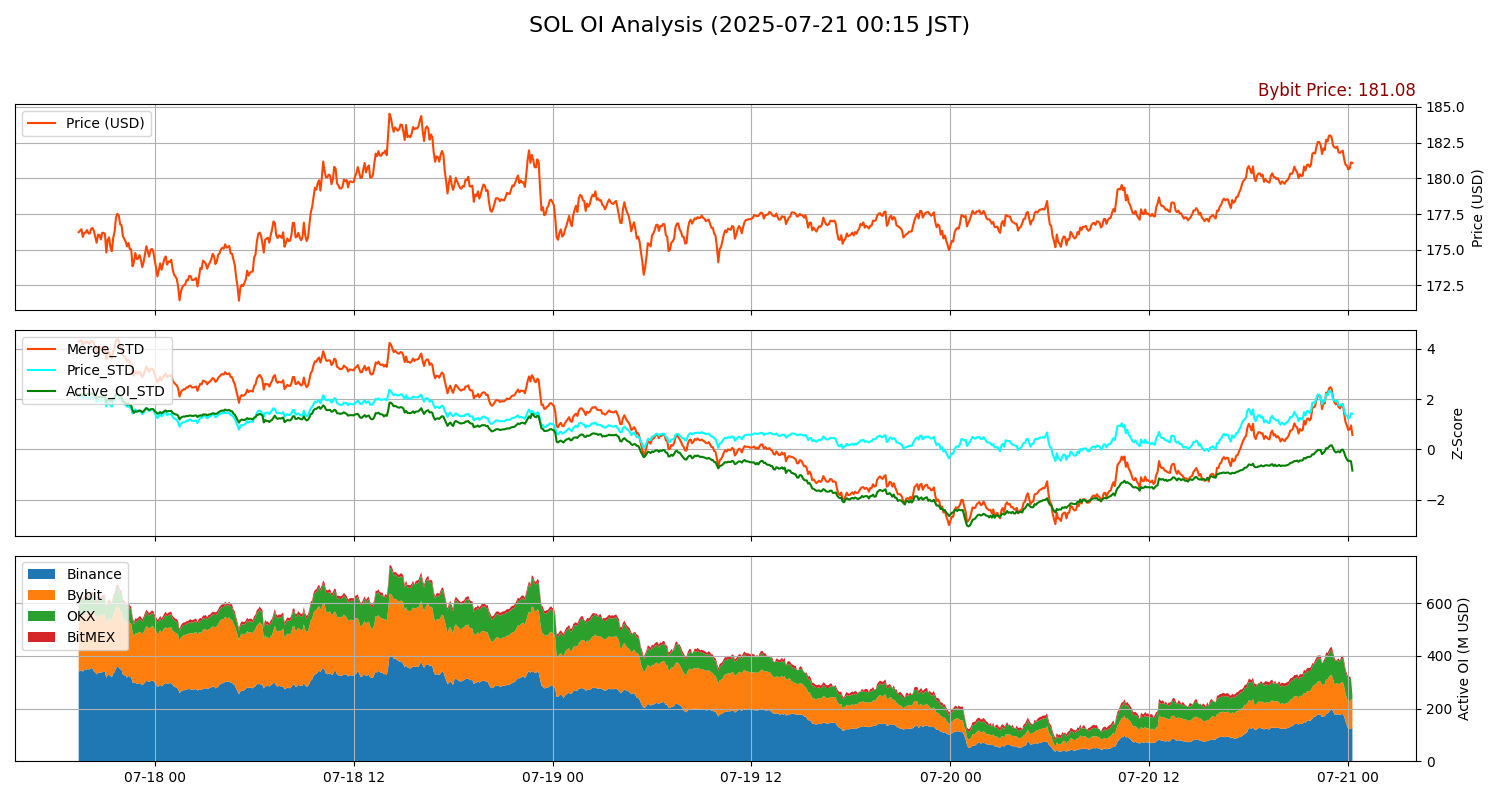 SOL OI Analysis (2025-07-21 00:15 JST)
Bybit Price: 181.08
Price (USD)
185.0
182.5
180.0
177.5
175.0
172.5
Price (USD)
Merge_STD
Price_STD
Active_OI_STD
4
2
0
−2
Z-Score
Binance
Bybit
OKX
BitMEX
600
400
200
0
Active OI (M USD)
07-18 00
07-18 12
07-19 00
07-19 12
07-20 00
07-20 12
07-21 00